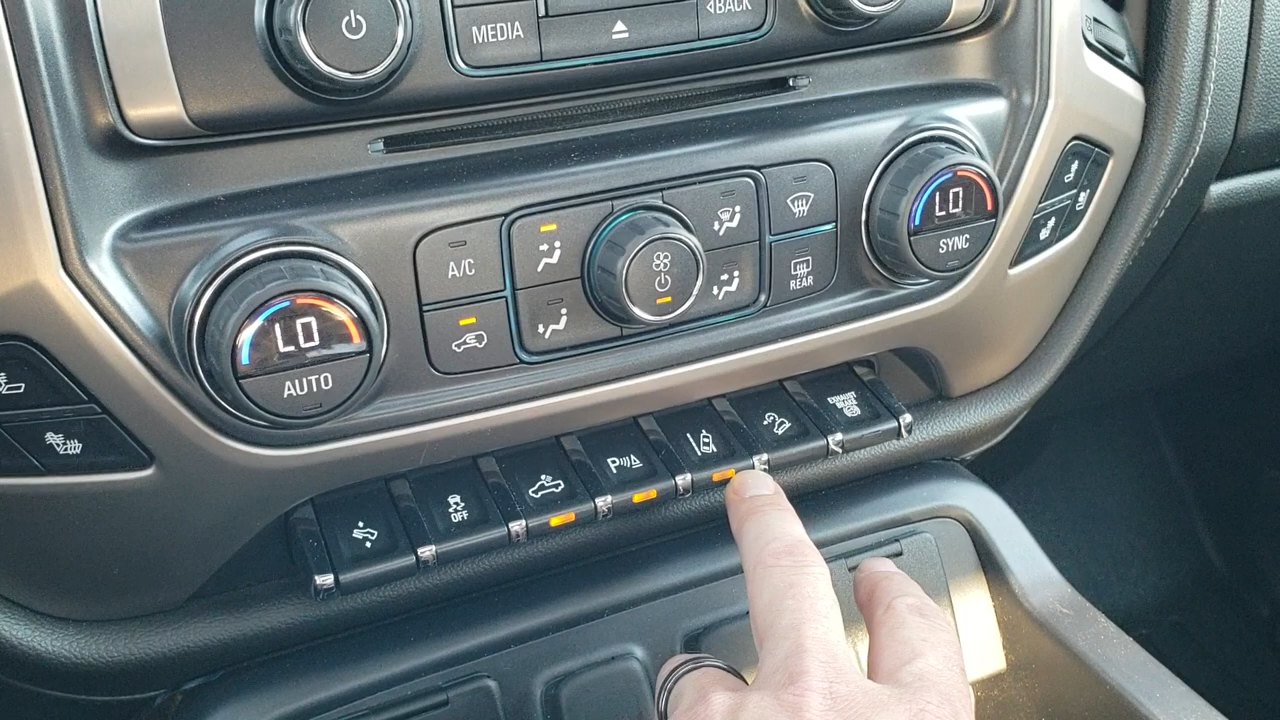 MEDIA
BACK
LO
AUTO
A/C
REAR
LO
SYNC
OFF
P
EXHAUST
BRAKE